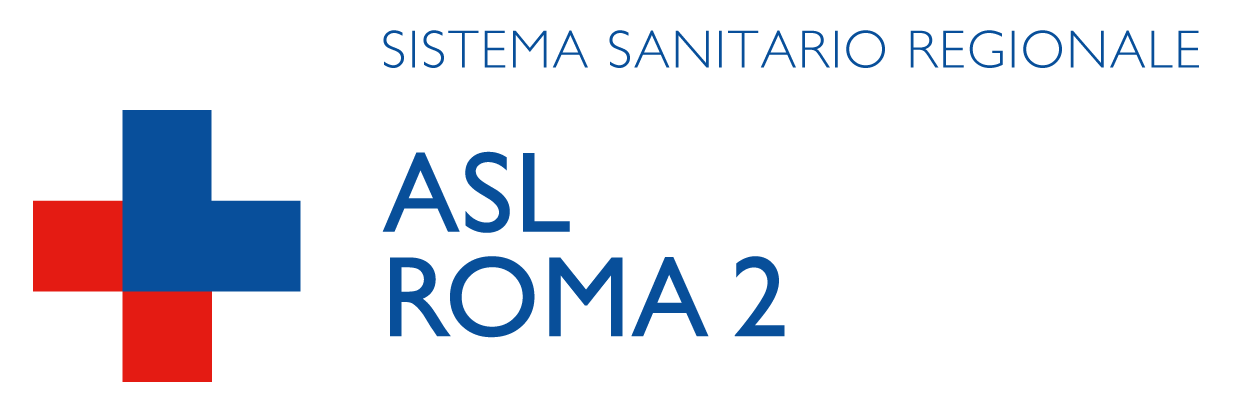 SISTEMA SANITARIO REGIONALE
ASL
ROMA 2